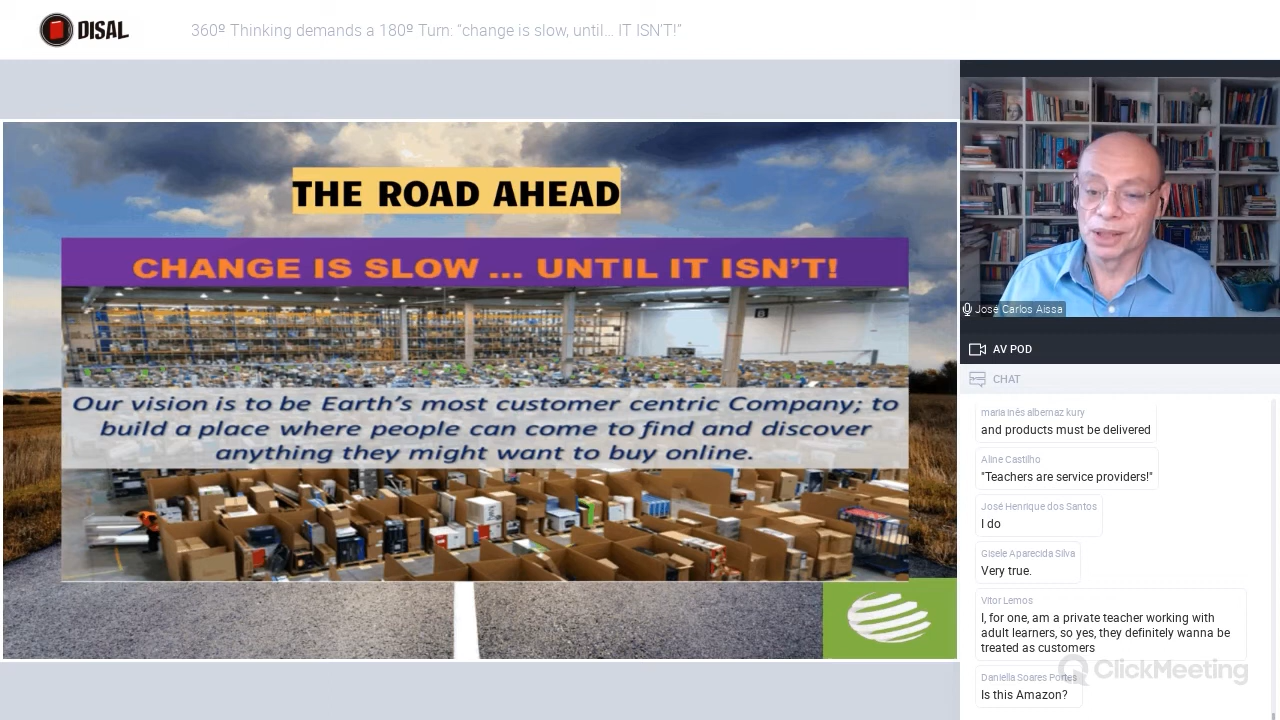 DISAL
360º Thinking demands a 180º Turn: “change is slow, until... IT ISN’T!”
THE ROAD AHEAD
CHANGE IS SLOW ... UNTIL IT ISN’T!
Our vision is to be Earth’s most customer centric Company; to
build a place where people can come to find and discover
anything they might want to buy online.
José Carlos Aissa
AV POD
CHAT
maria inês albernaz kury
and products must be delivered
Aline Castilho
"Teachers are service providers!"
José Henrique dos Santos
I do
Gisele Aparecida Silva
Very true.
Vitor Lemos
I, for one, am a private teacher working with
adult learners, so yes, they definitely wanna be
treated as customers
Daniella Soares Portes
Is this Amazon?
ClickMeeting